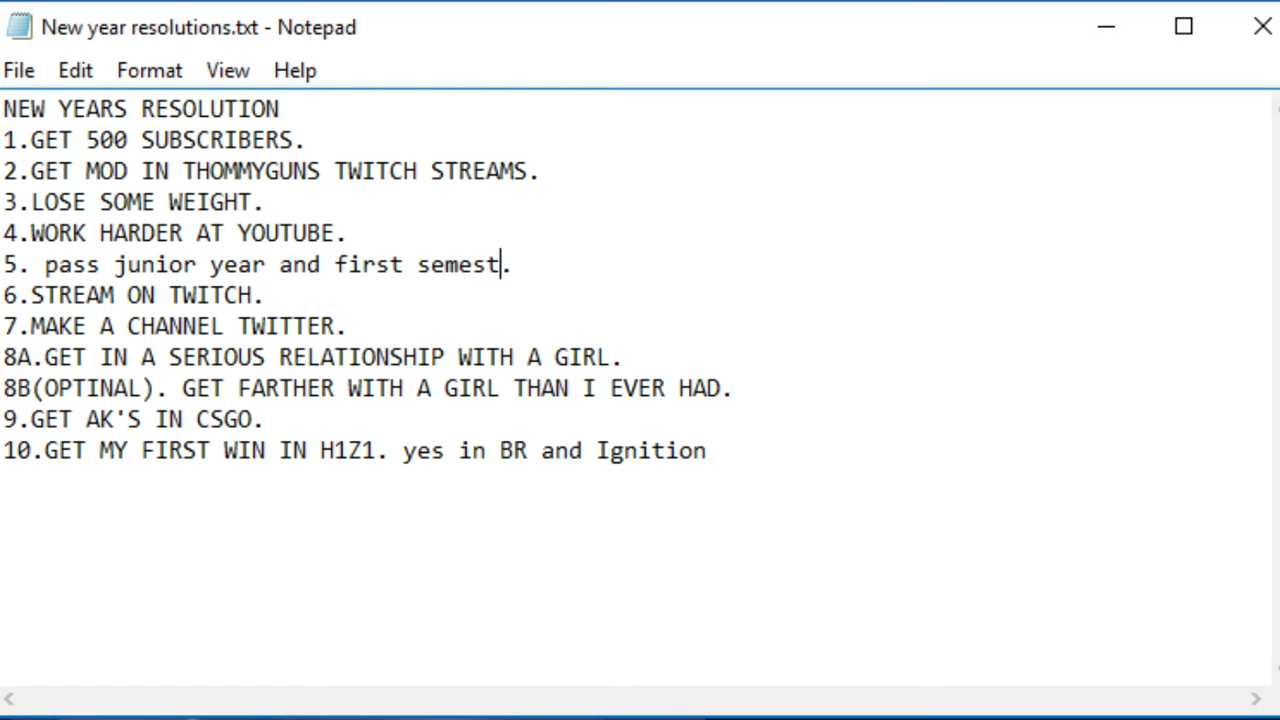 New year resolutions.txt - Notepad
File Edit Format View Help
NEW YEARS RESOLUTION
1.GET 500 SUBSCRIBERS.
2.GET MOD IN THOMMYGUNS TWITCH STREAMS.
3.LOSE SOME WEIGHT.
4.WORK HARDER AT YOUTUBE.
5. pass junior year and first semest.
6.STREAM ON TWITCH.
7.MAKE A CHANNEL TWITTER.
8A.GET IN A SERIOUS RELATIONSHIP WITH A GIRL.
8B(OPTINAL). GET FARTHER WITH A GIRL THAN I EVER HAD.
9.GET AK'S IN CSGO.
10.GET MY FIRST WIN IN H1Z1. yes in BR and Ignition